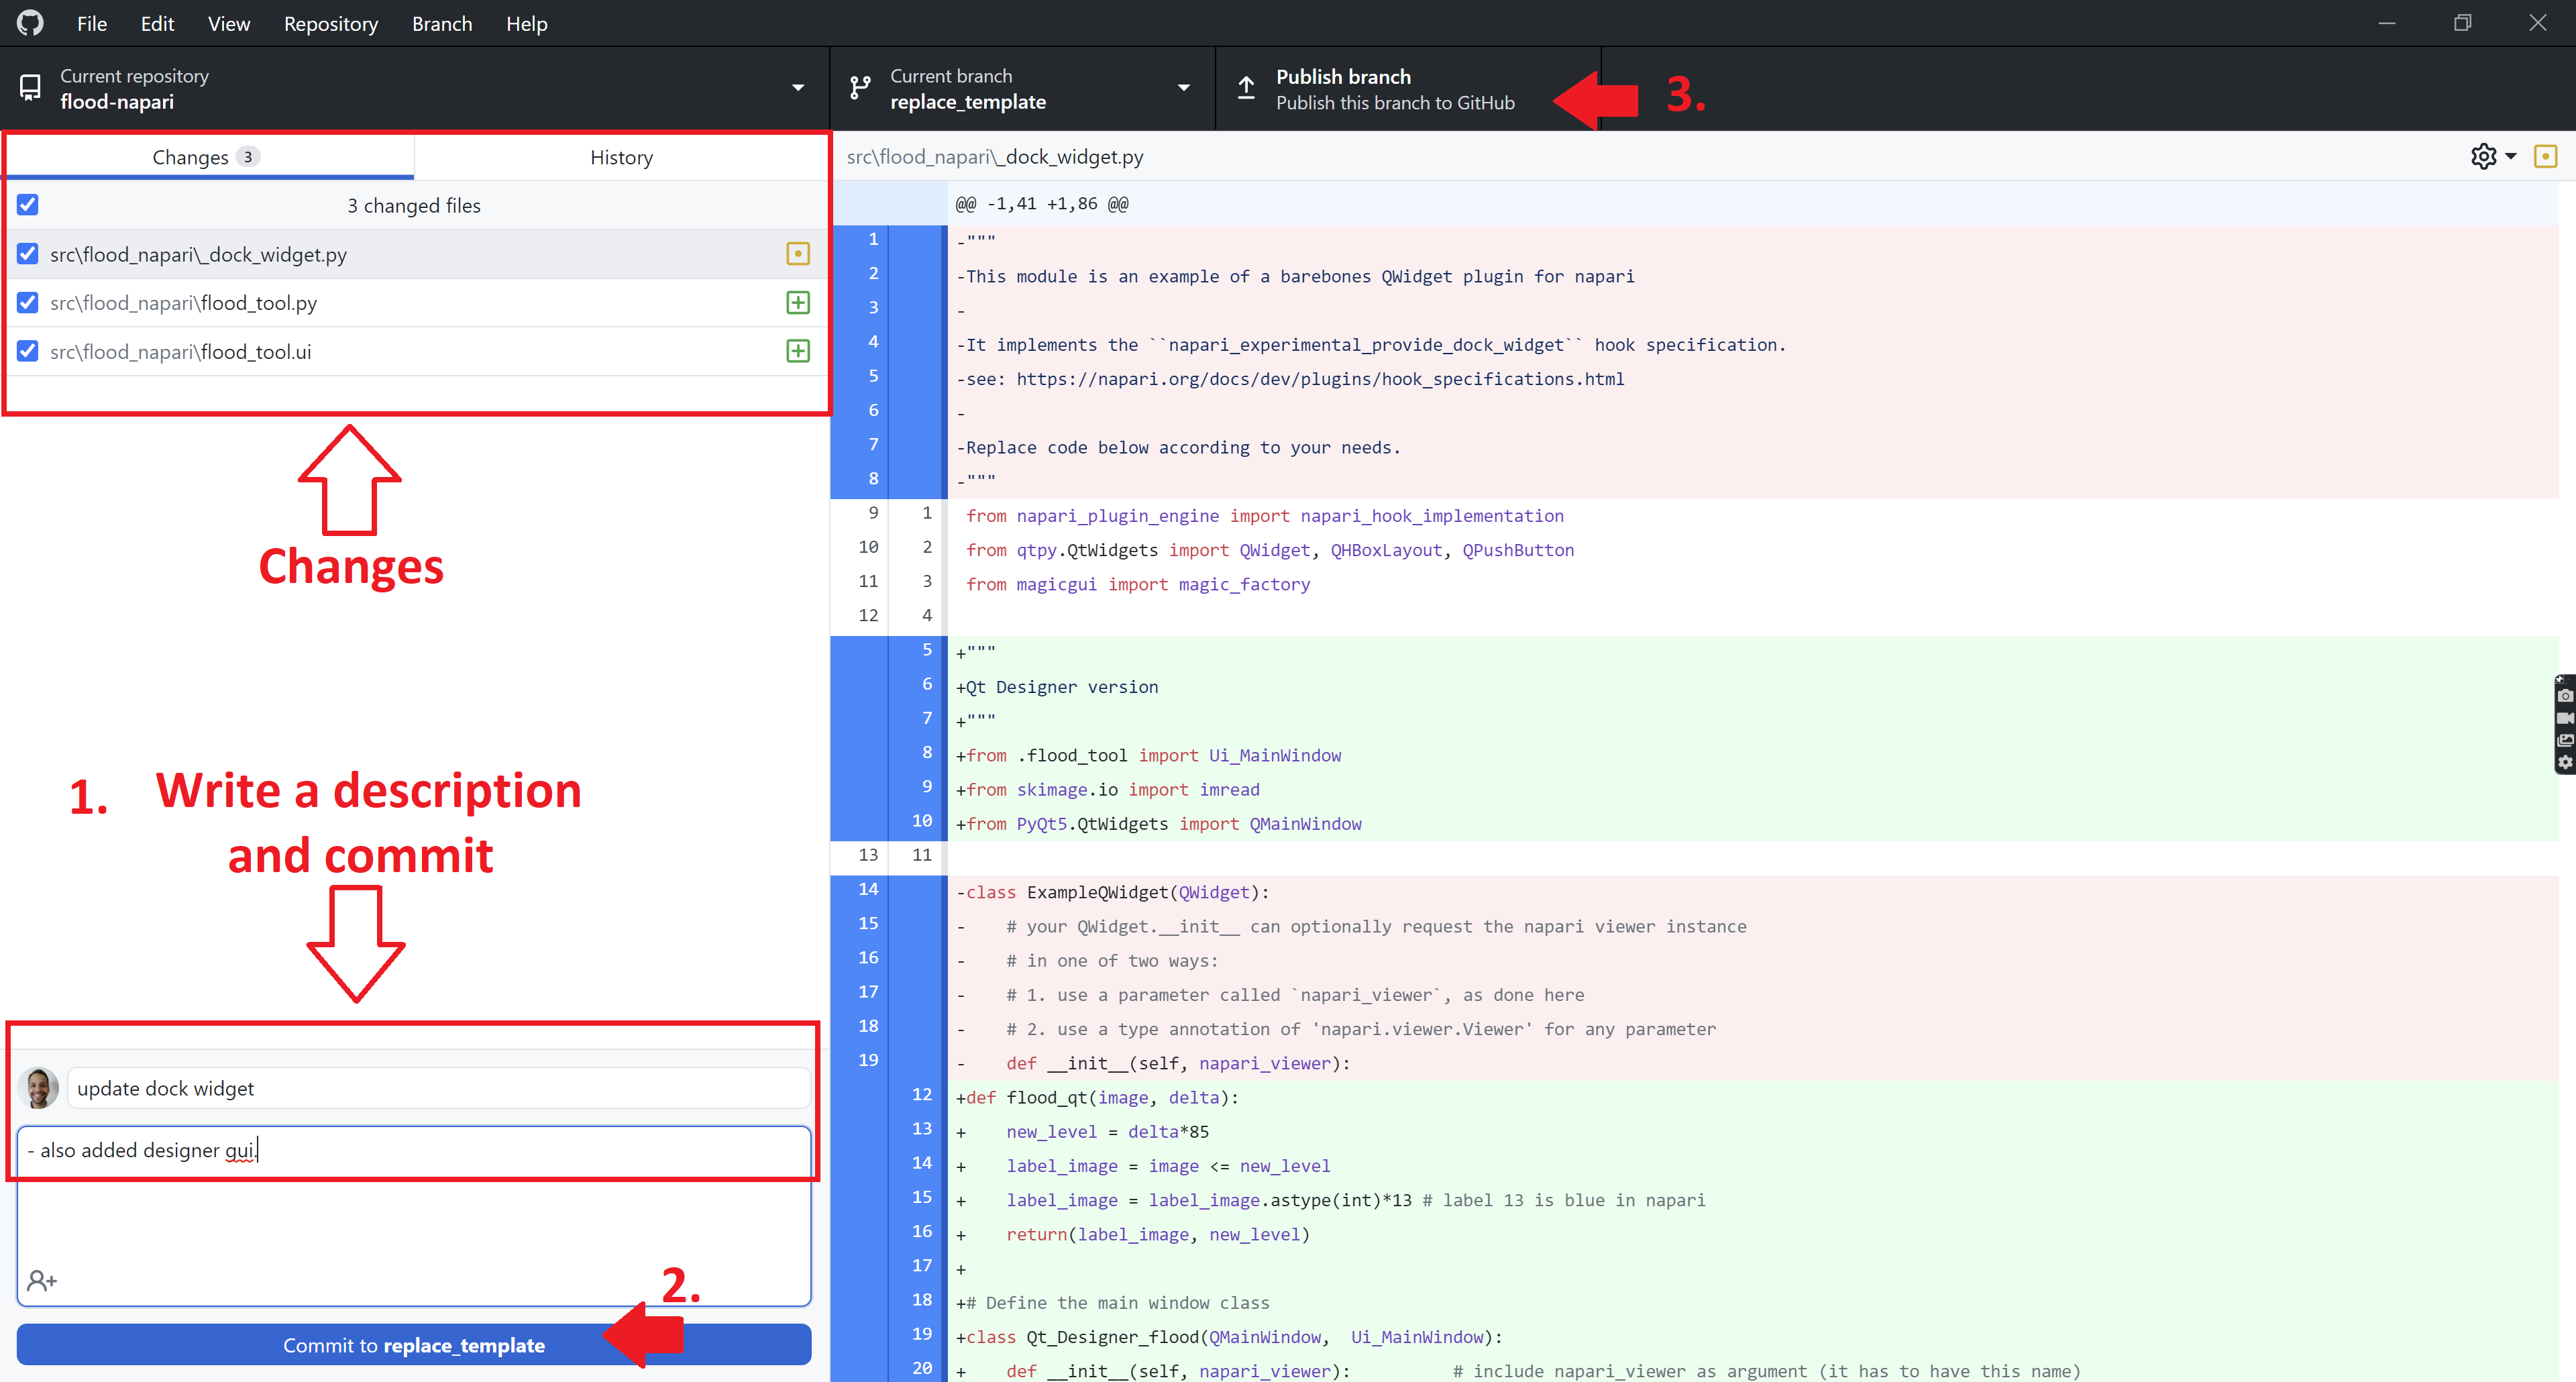 File Edit View Repository Branch Help
Current repository
flood-napari
Current branch
replace_template
Publish branch
Publish this branch to GitHub
3.
Changes 3
History
3 changed files
src\flood_napari\_dock_widget.py
src\flood_napari\flood_tool.py
src\flood_napari\flood_tool.ui
Changes
1. Write a description
and commit
update dock widget
- also added designer gui.
2.
Commit to replace_template
src\flood_napari\_dock_widget.py
@@ -1,41 +1,86 @@
1 -"""
2 -This module is an example of a barebones QWidget plugin for napari
3 -
4 -It implements the ``napari_experimental_provide_dock_widget`` hook specification.
5 -see: https://napari.org/docs/dev/plugins/hook_specifications.html
6 -
7 -Replace code below according to your needs.
8 -"""
9 1 from napari_plugin_engine import napari_hook_implementation
10 2 from qtpy.QtWidgets import QWidget, QHBoxLayout, QPushButton
11 3 from magicgui import magic_factory
12 4
5 +"""
6 +Qt Designer version
7 +"""
8 +from .flood_tool import Ui_MainWindow
9 +from skimage.io import imread
10 +from PyQt5.QtWidgets import QMainWindow
13 11
14 -class ExampleQWidget(QWidget):
15 -    # your QWidget.__init__ can optionally request the napari viewer instance
16 -    # in one of two ways:
17 -    # 1. use a parameter called `napari_viewer`, as done here
18 -    # 2. use a type annotation of 'napari.viewer.Viewer' for any parameter
19 -    def __init__(self, napari_viewer):
12 +def flood_qt(image, delta):
13 +    new_level = delta*85
14 +    label_image = image <= new_level
15 +    label_image = label_image.astype(int)*13 # label 13 is blue in napari
16 +    return(label_image, new_level)
17 +
18 +# Define the main window class
19 +class Qt_Designer_flood(QMainWindow,  Ui_MainWindow):
20 +    def __init__(self, napari_viewer):          # include napari_viewer as argument (it has to have this name)